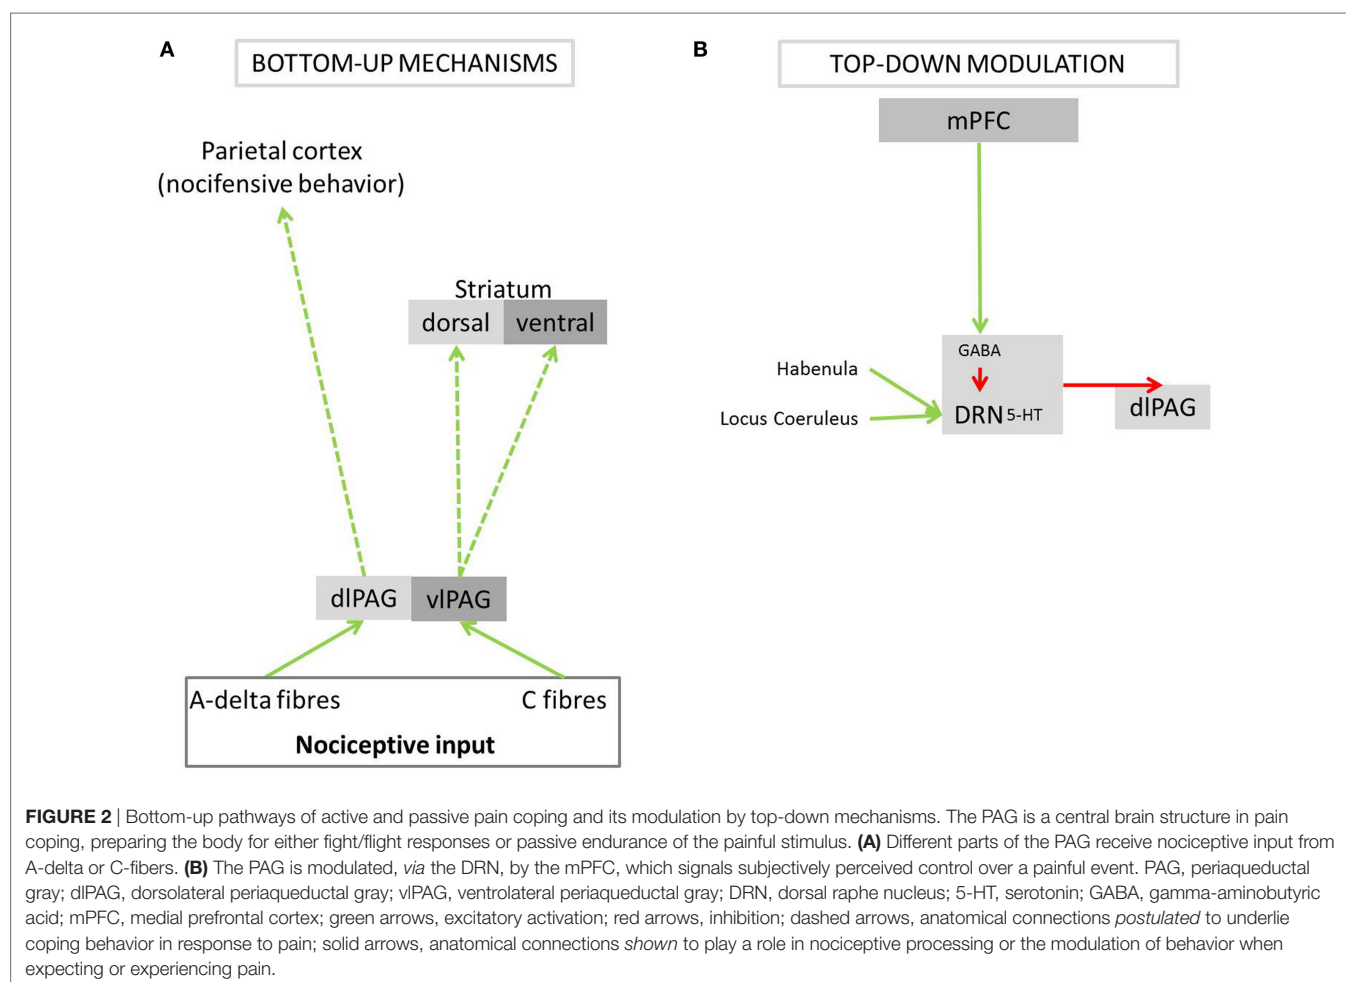 A
BOTTOM-UP MECHANISMS
Parietal cortex
(nocifensive behavior)
Striatum
dorsal ventral
dlPAG vlPAG
A-delta fibres C fibres
Nociceptive input
B
TOP-DOWN MODULATION
mPFC
GABA
Habenula
Locus Coeruleus
DRN 5-HT
dlPAG
FIGURE 2 | Bottom-up pathways of active and passive pain coping and its modulation by top-down mechanisms. The PAG is a central brain structure in pain
coping, preparing the body for either fight/flight responses or passive endurance of the painful stimulus. (A) Different parts of the PAG receive nociceptive input from
A-delta or C-fibers. (B) The PAG is modulated, via the DRN, by the mPFC, which signals subjectively perceived control over a painful event. PAG, periaqueductal
gray; dlPAG, dorsolateral periaqueductal gray; vlPAG, ventrolateral periaqueductal gray; DRN, dorsal raphe nucleus; 5-HT, serotonin; GABA, gamma-aminobutyric
acid; mPFC, medial prefrontal cortex; green arrows, excitatory activation; red arrows, inhibition; dashed arrows, anatomical connections postulated to underlie
coping behavior in response to pain; solid arrows, anatomical connections shown to play a role in nociceptive processing or the modulation of behavior when
expecting or experiencing pain.